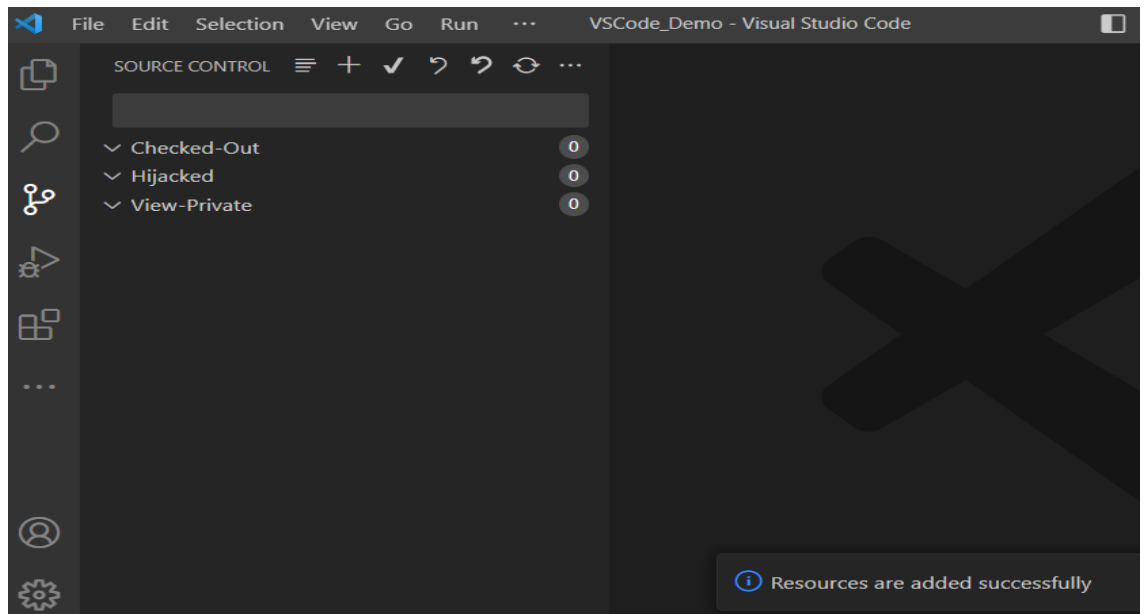 File Edit Selection View Go Run ··· VSCode_Demo - Visual Studio Code
SOURCE CONTROL
Checked-Out 0
Hijacked 0
View-Private 0
Resources are added successfully